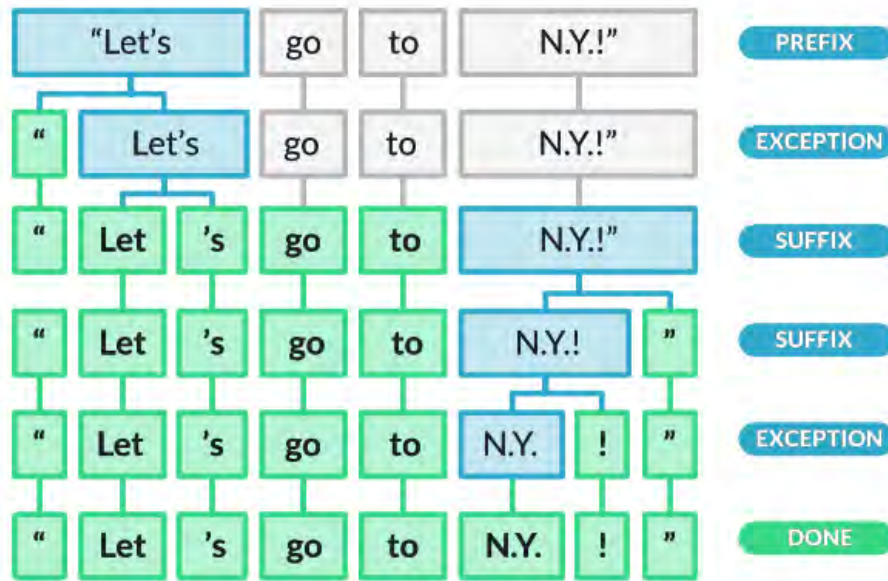 “Let’s go to N.Y.!” PREFIX
“ Let’s go to N.Y.!” EXCEPTION
“ Let ’s go to N.Y.!” SUFFIX
“ Let ’s go to N.Y.! ” SUFFIX
“ Let ’s go to N.Y. ! ” EXCEPTION
“ Let ’s go to N.Y. ! ” DONE